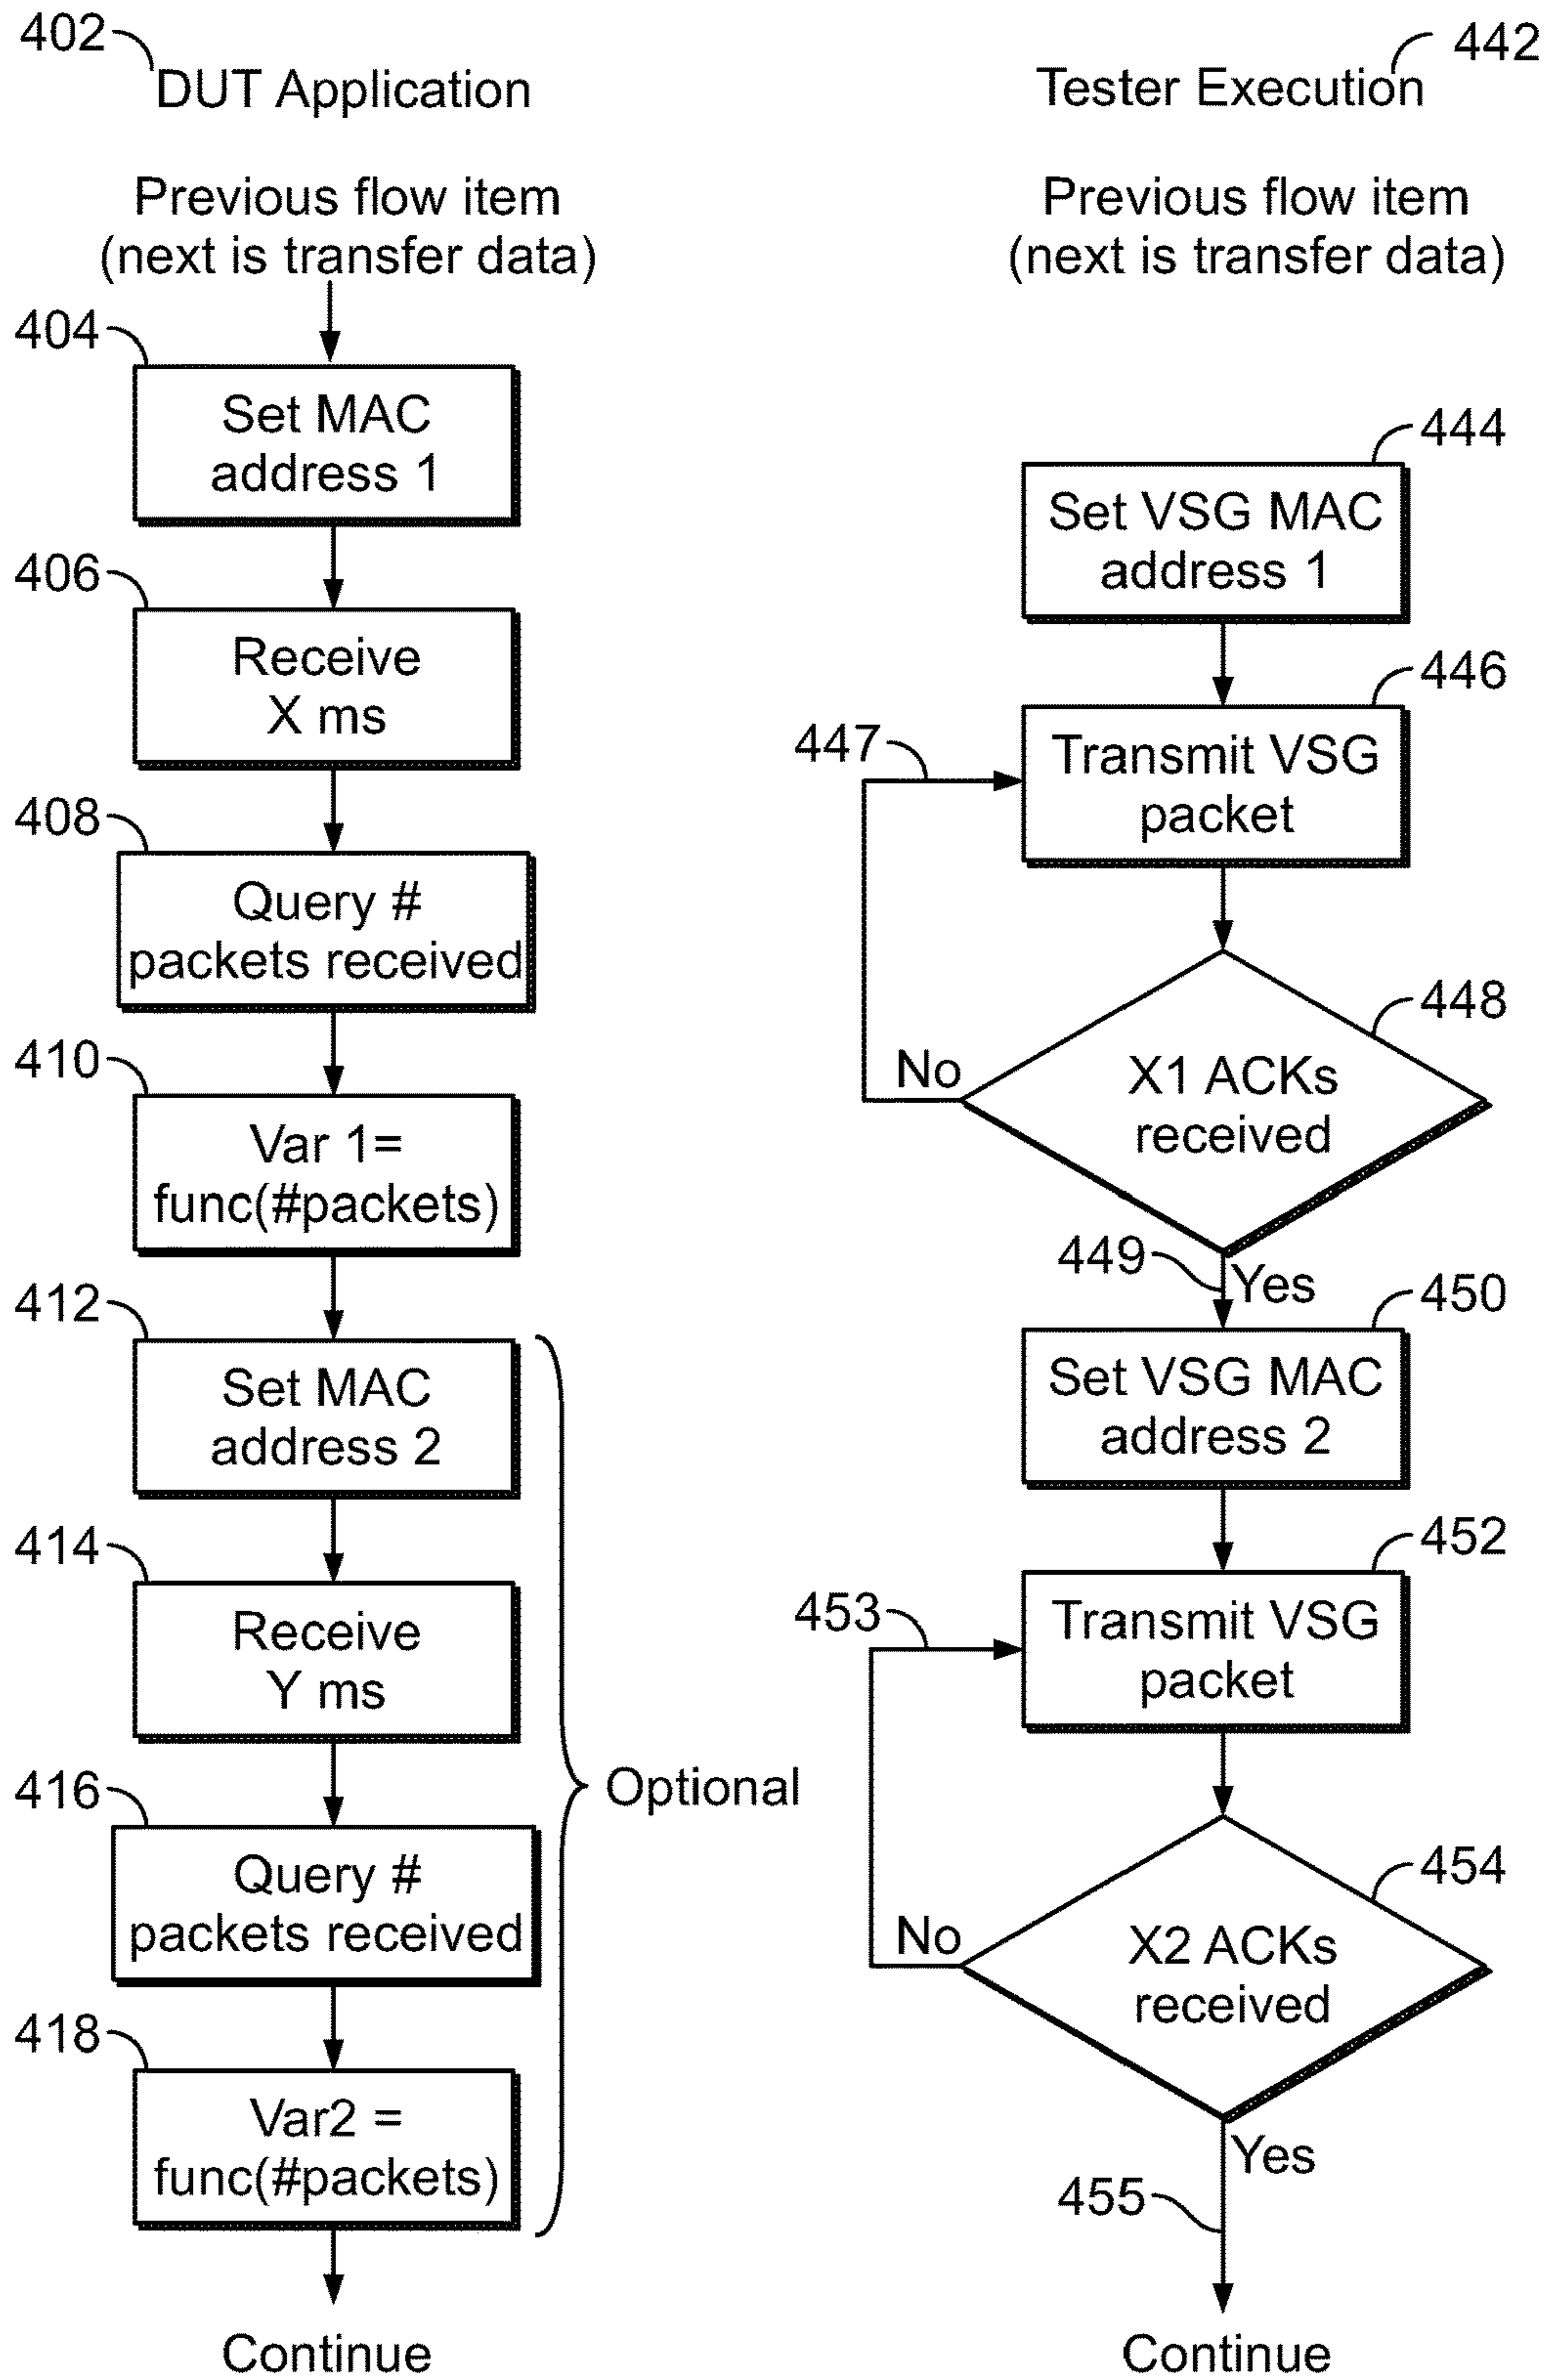 402
DUT Application
Previous flow item
(next is transfer data)
404
Set MAC
address 1
406
Receive
X ms
408
Query #
packets received
410
Var 1=
func(#packets)
412
Set MAC
address 2
414
Receive
Y ms
416
Query #
packets received
418
Var2 =
func(#packets)
Optional
Continue
442
Tester Execution
Previous flow item
(next is transfer data)
444
Set VSG MAC
address 1
446
447
Transmit VSG
packet
448
No
X1 ACKs
received
449
Yes
450
Set VSG MAC
address 2
452
453
Transmit VSG
packet
454
No
X2 ACKs
received
Yes
455
Continue